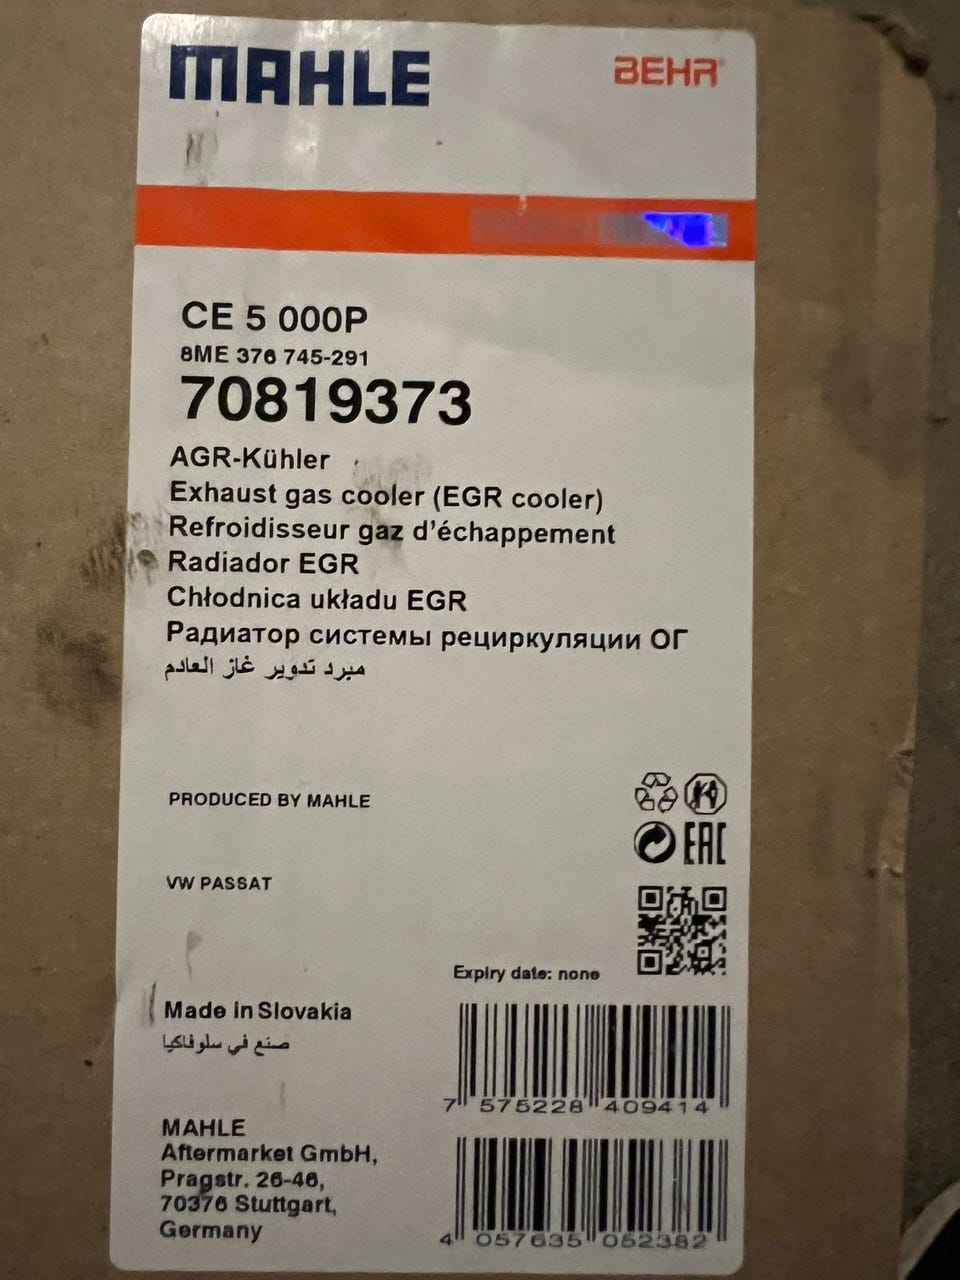 MAHLE
BEHR®
CE 5 000P
8ME 376 745-291
70819373
AGR-Kühler
Exhaust gas cooler (EGR cooler)
Refroidisseur gaz d'échappement
Radiador EGR
Chłodnica układu EGR
Радиатор системы рециркуляции ОГ
مبرد تدوير غاز العادم
PRODUCED BY MAHLE
EAC
VW PASSAT
Expiry date: none
Made in Slovakia
صنع في سلوفاكيا
7 575228 409414
MAHLE
Aftermarket GmbH,
Pragstr. 26-46,
70376 Stuttgart,
Germany
4 057635 052382